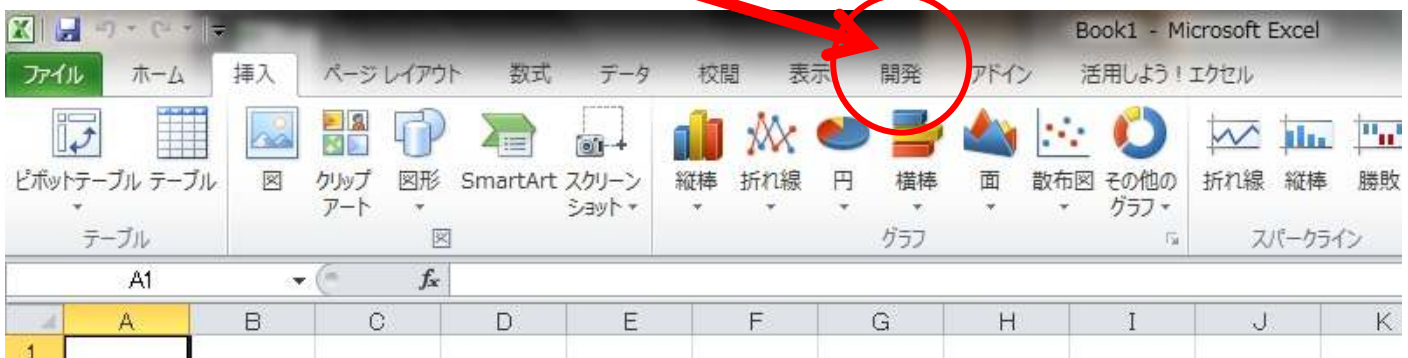 Book1 - Microsoft Excel
ファイル ホーム 挿入 ページ レイアウト 数式 データ 校閲 表示 開発 アドイン 活用しよう!エクセル
ピボットテーブル テーブル 図 クリップ アート 図形 SmartArt スクリーン ショット 縦棒 折れ線 円 横棒 面 散布図 その他の グラフ 折れ線 縦棒 勝敗
テーブル 図 グラフ スパークライン
A1 fx
A B C D E F G H I J K
1